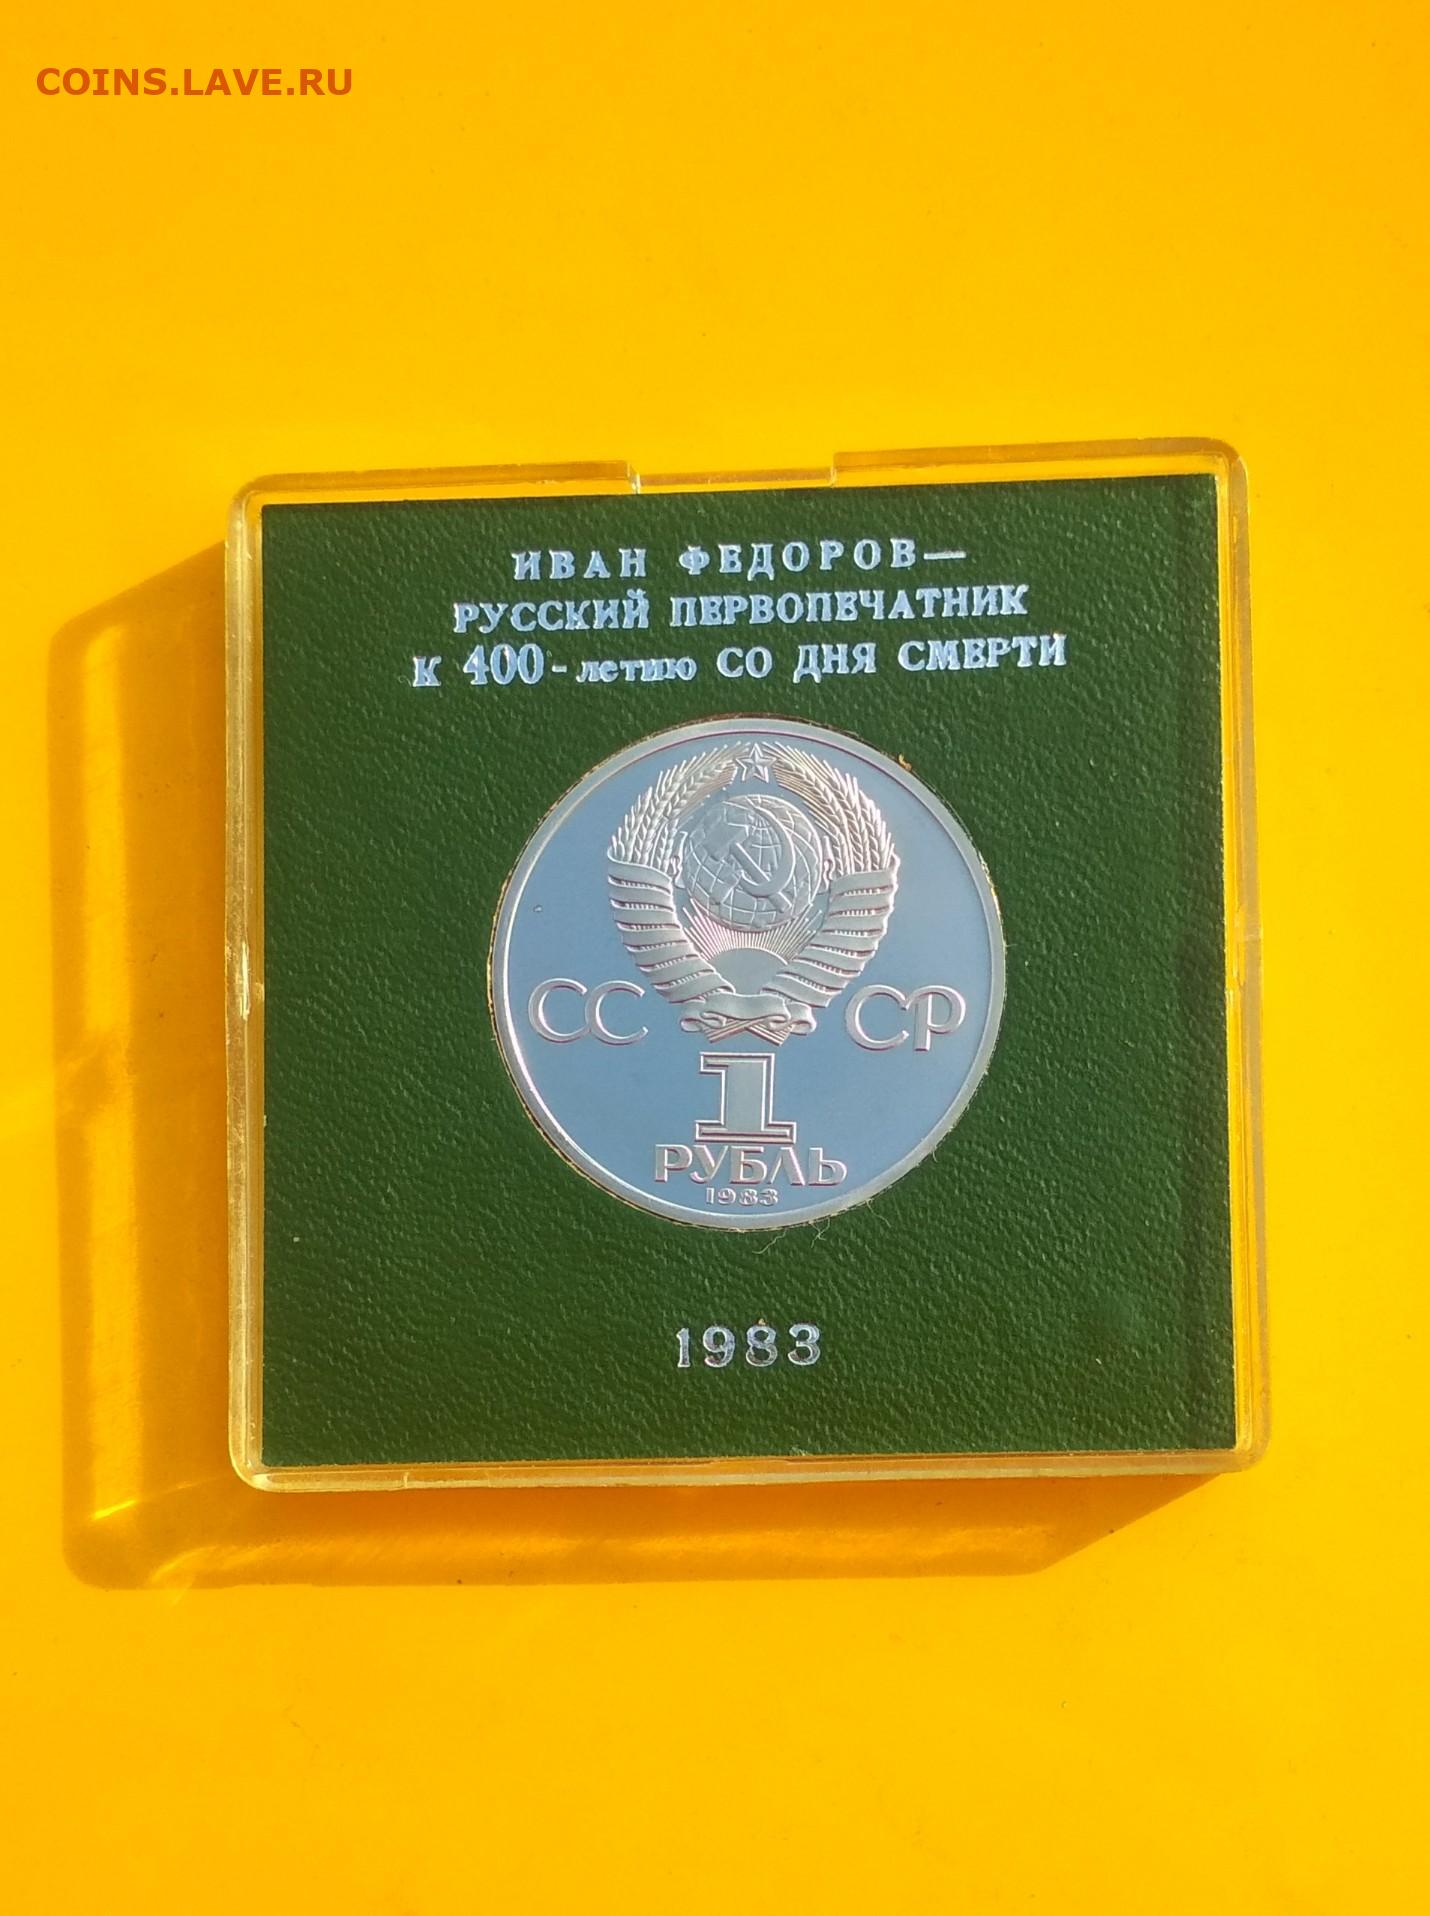 COINS.LAVE.RU
ИВАН ФЕДОРОВ—
РУССКИЙ ПЕРВОПЕЧАТНИК
К 400-летию СО ДНЯ СМЕРТИ
СС СР
1
РУБЛЬ
1983
1983